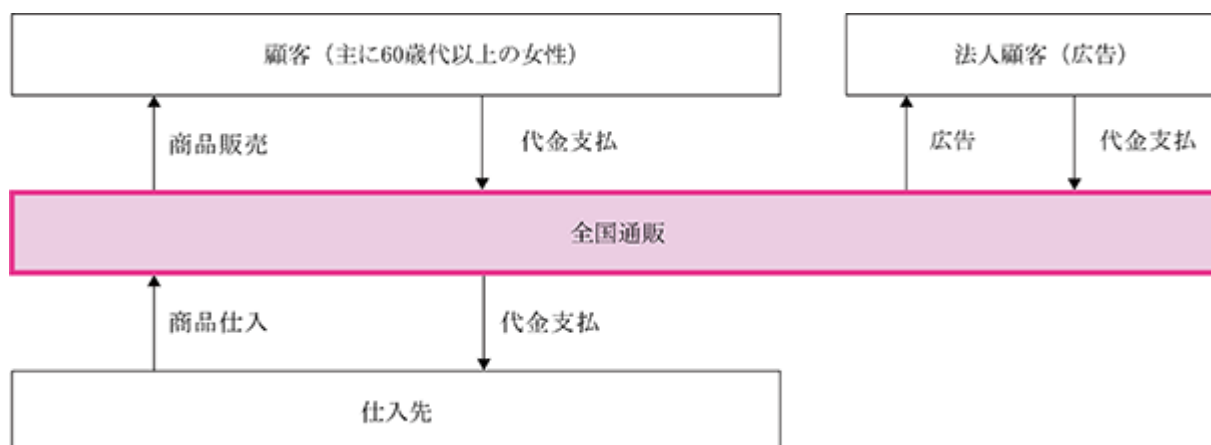 顧客（主に60歳代以上の女性）
法人顧客（広告）
商品販売
代金支払
広告
代金支払
全国通販
商品仕入
代金支払
仕入先